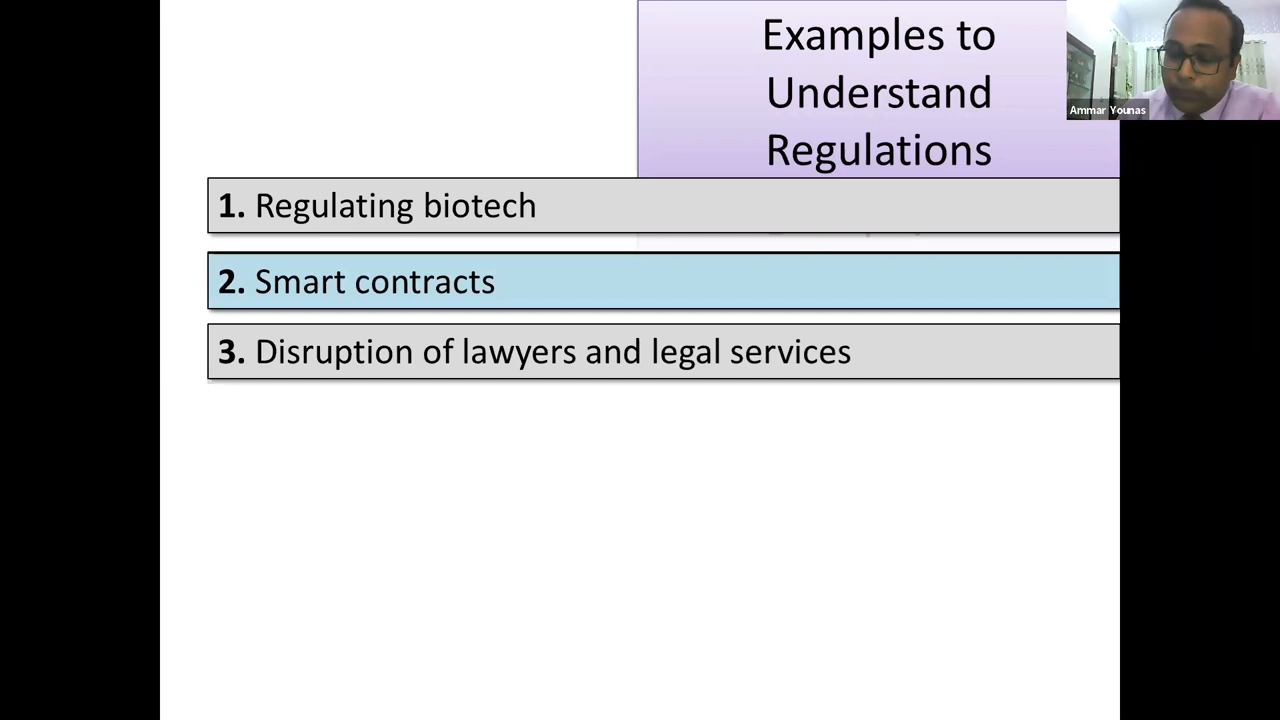 Examples to
Understand
Regulations
Ammar Younas
1. Regulating biotech
2. Smart contracts
3. Disruption of lawyers and legal services